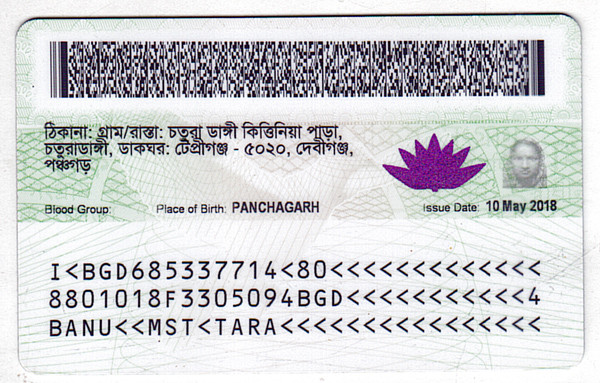 ঠিকানা: গ্রাম/রাস্তা: চতুরা ডাঙ্গী কিত্তিনিয়া পাড়া,
চতুরাডাঙ্গী, ডাকঘর: টেপ্রীগঞ্জ - ৫০২০, দেবীগঞ্জ,
পঞ্চগড়
Blood Group: Place of Birth: PANCHAGARH Issue Date: 10 May 2018
I<BGD685337714<80<<<<<<<<<<<<<
8801018F3305094BGD<<<<<<<<<<<4
BANU<<MST<TARA<<<<<<<<<<<<<<<<